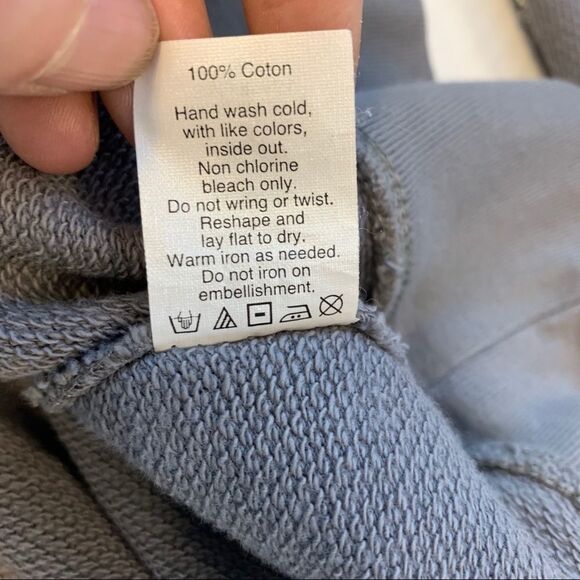 100% Coton
Hand wash cold,
with like colors,
inside out.
Non chlorine
bleach only.
Do not wring or twist.
Reshape and
lay flat to dry.
Warm iron as needed.
Do not iron on
embellishment.